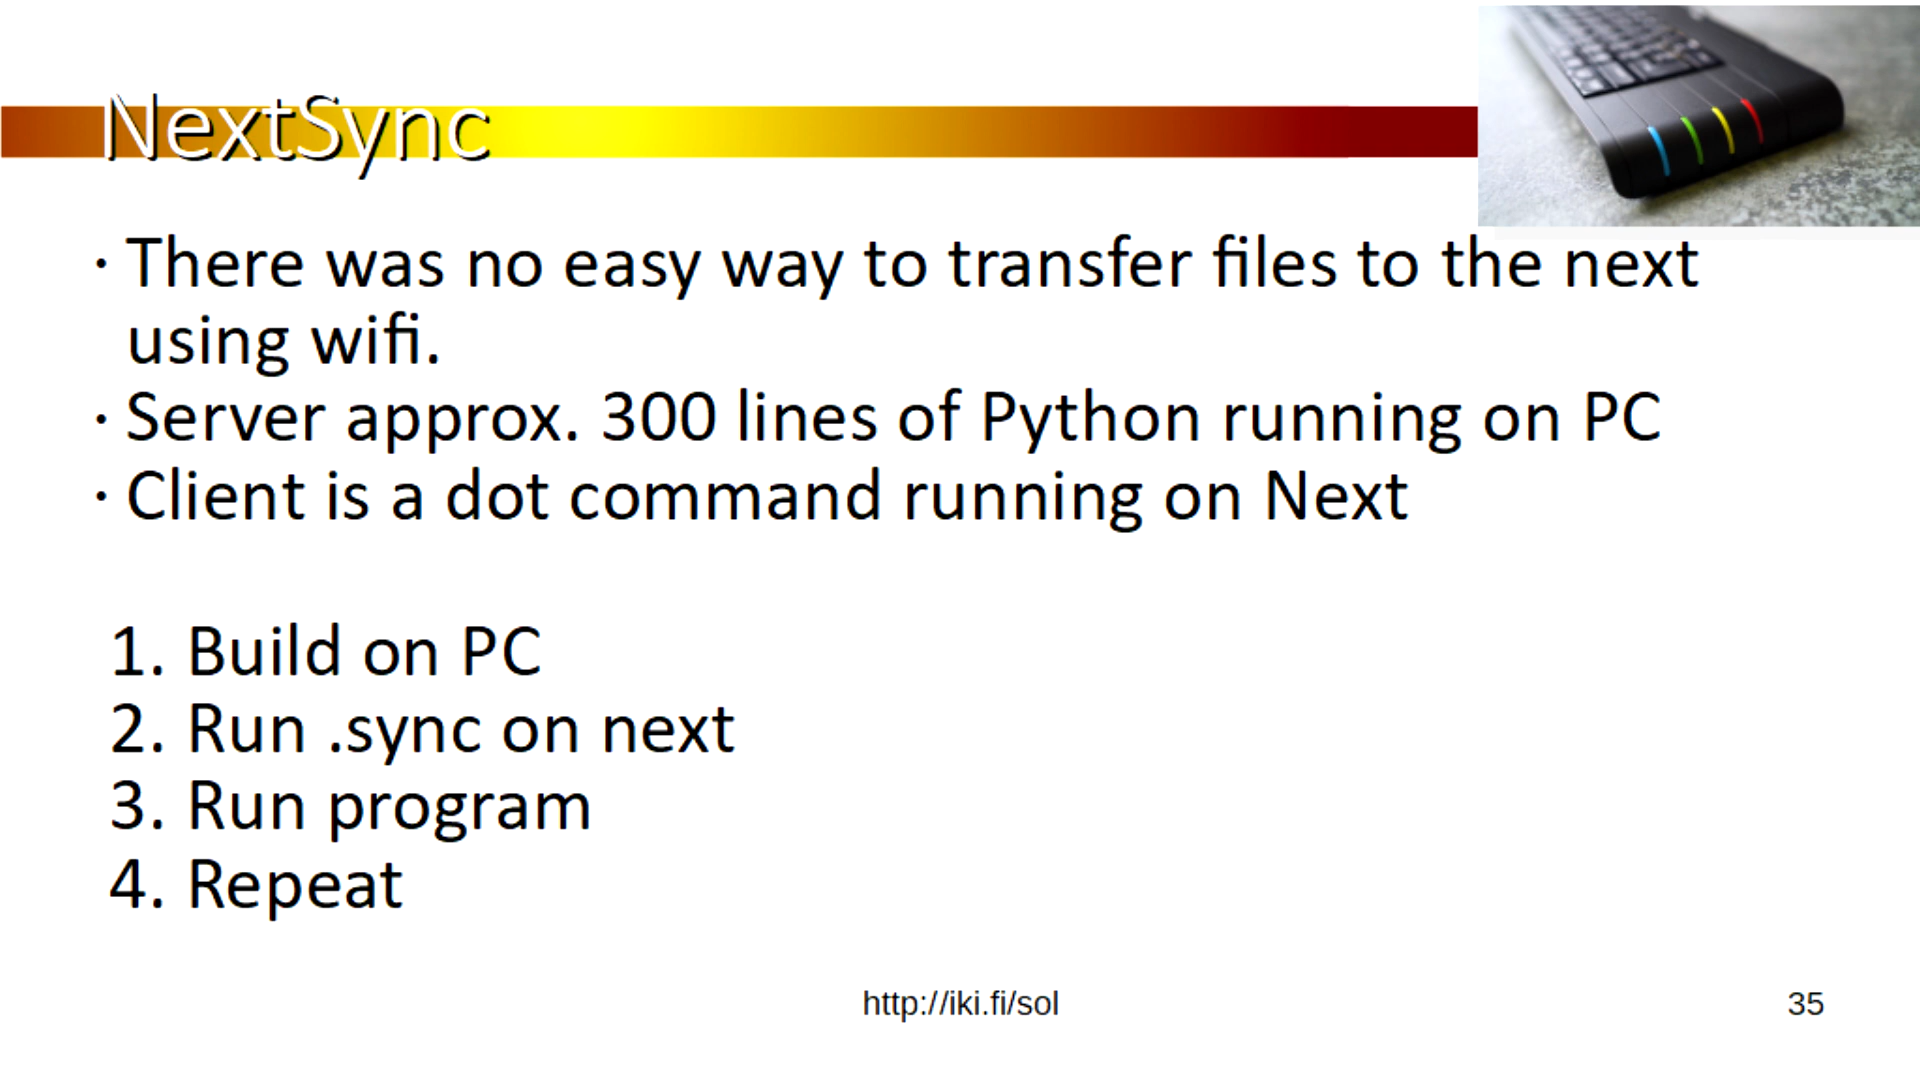 NextSync
· There was no easy way to transfer files to the next
using wifi.
· Server approx. 300 lines of Python running on PC
· Client is a dot command running on Next
1. Build on PC
2. Run .sync on next
3. Run program
4. Repeat
http://iki.fi/sol
35